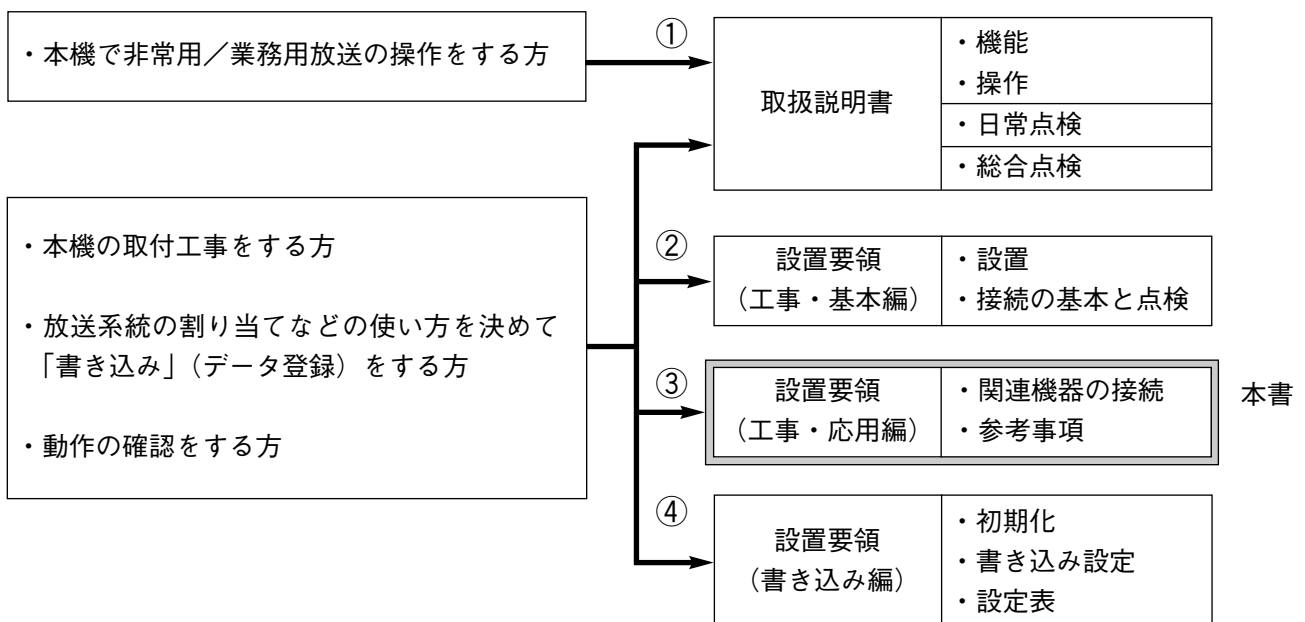 ・本機で非常用／業務用放送の操作をする方
①
取扱説明書
・機能
・操作
・日常点検
・総合点検
・本機の取付工事をする方
・放送系統の割り当てなどの使い方を決めて
「書き込み」（データ登録）をする方
・動作の確認をする方
②
設置要領
（工事・基本編）
・設置
・接続の基本と点検
③
設置要領
（工事・応用編）
・関連機器の接続
・参考事項
本書
④
設置要領
（書き込み編）
・初期化
・書き込み設定
・設定表